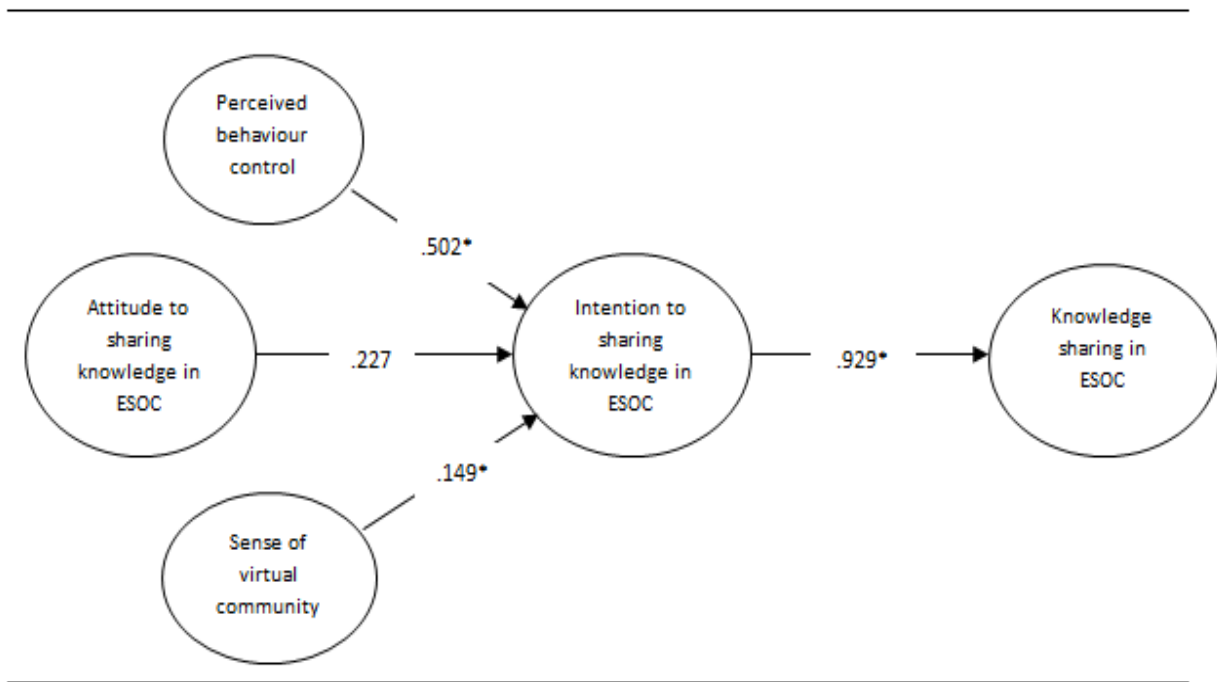 Perceived
behaviour
control
.502*
Attitude to
sharing
knowledge in
ESOC
.227
Intention to
sharing
knowledge in
ESOC
.929*
Knowledge
sharing in
ESOC
.149*
Sense of
virtual
community